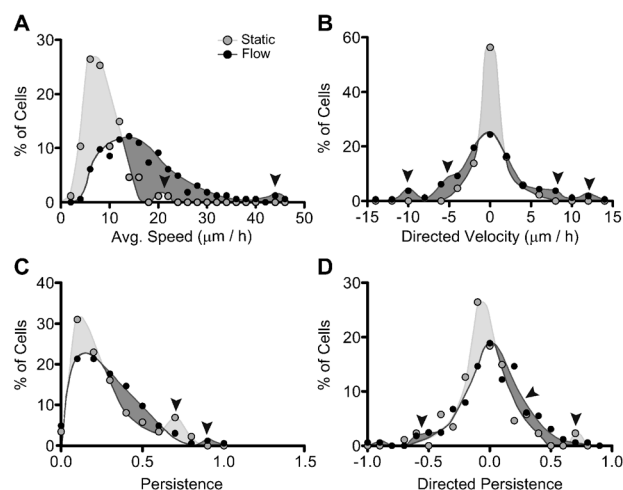 A
B
Static
Flow
% of Cells
30
20
10
0
0 10 20 30 40 50
Avg. Speed (μm / h)
% of Cells
60
40
20
0
-15 -10 -5 0 5 10 15
Directed Velocity (μm / h)
C
D
% of Cells
40
30
20
10
0
0.0 0.5 1.0 1.5
Persistence
% of Cells
40
30
20
10
0
-1.0 -0.5 0.0 0.5 1.0
Directed Persistence